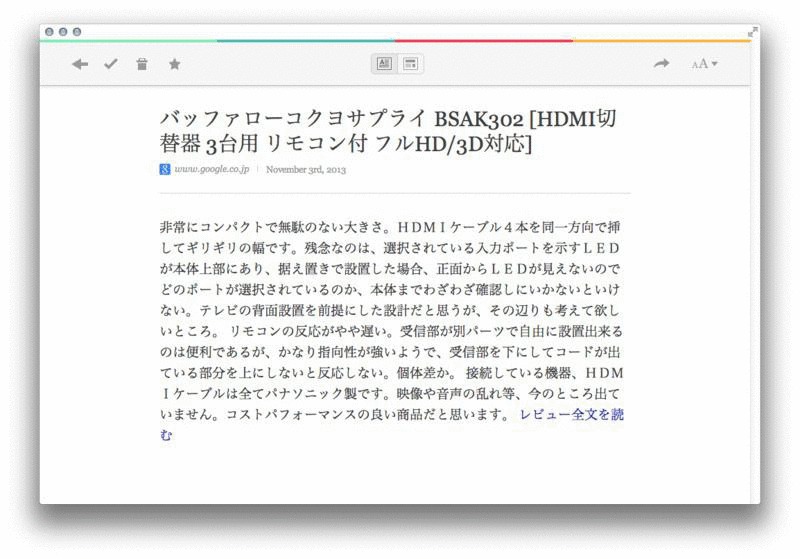 AA
バッファローコクヨサプライ BSAK302 [HDMI切
替器 3台用 リモコン付 フルHD/3D対応]
8 www.google.co.jp | November 3rd, 2013
非常にコンパクトで無駄のない大きさ。ＨＤＭＩケーブル４本を同一方向で挿
してギリギリの幅です。残念なのは、選択されている入力ポートを示すＬＥＤ
が本体上部にあり、据え置きで設置した場合、正面からＬＥＤが見えないので
どのポートが選択されているのか、本体までわざわざ確認しにいかないといけ
ない。テレビの背面設置を前提にした設計だと思うが、その辺りも考えて欲し
いところ。 リモコンの反応がやや遅い。受信部が別パーツで自由に設置出来る
のは便利であるが、かなり指向性が強いようで、受信部を下にしてコードが出
ている部分を上にしないと反応しない。個体差か。 接続している機器、ＨＤＭ
Ｉケーブルは全てパナソニック製です。映像や音声の乱れ等、今のところ出て
いません。コストパフォーマンスの良い商品だと思います。 レビュー全文を読
む